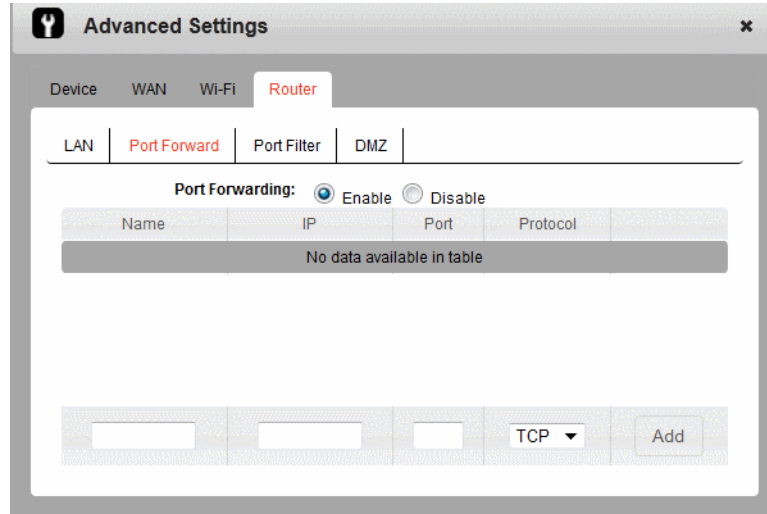 Advanced Settings
Device WAN Wi-Fi Router
LAN Port Forward Port Filter DMZ
Port Forwarding: Enable Disable
Name IP Port Protocol
No data available in table
TCP Add